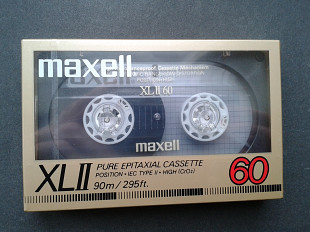 maxell
XLII 60
maxell
XLII
PURE EPITAXIAL CASSETTE
POSITION • IEC TYPE II • HIGH (CrO2)
90m/295ft.
60